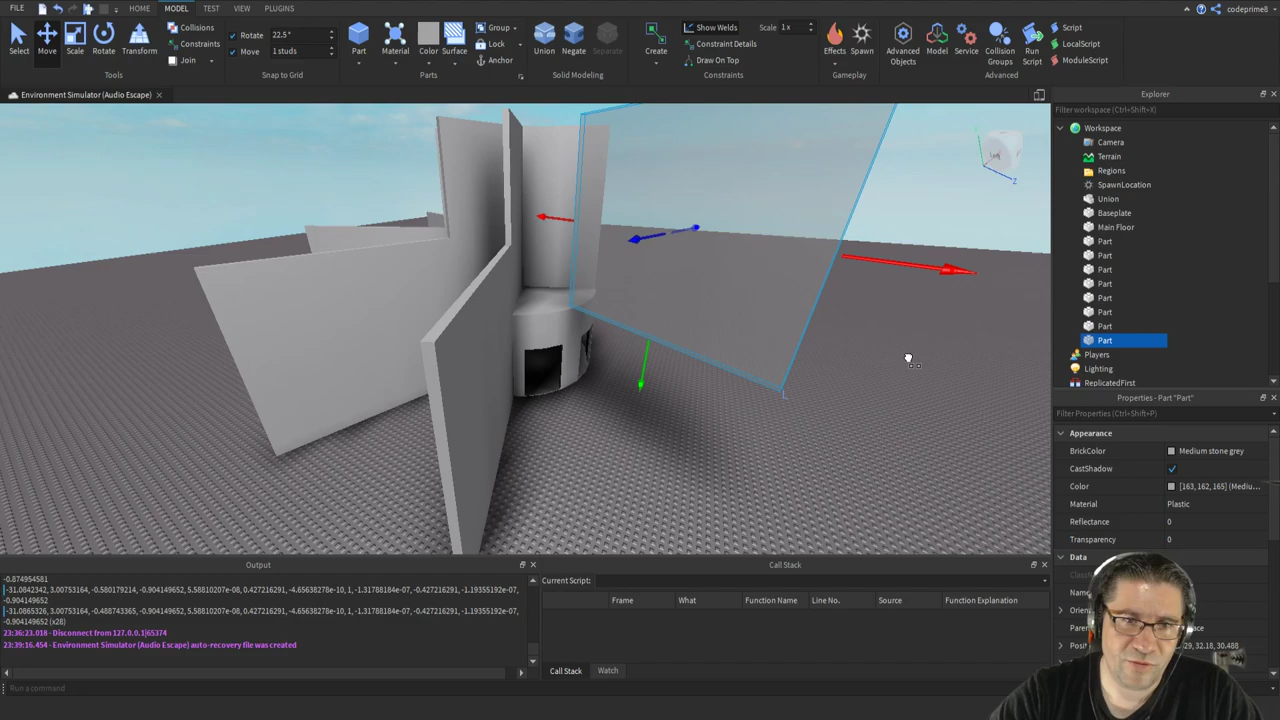 FILE HOME MODEL TEST VIEW PLUGINS codeprime8
Select Move Scale Rotate Transform
Collisions
Constraints
Join
Tools
Rotate 22.5°
Move 1 studs
Snap to Grid
Part Material Color Surface
Group
Lock
Anchor
Parts
Union Negate Separate
Solid Modeling
Create
Show Welds
Constraint Details
Draw On Top
Scale 1x
Constraints
Effects Spawn
Gameplay
Advanced Objects
Model
Service
Collision Groups
Run Script
Script
LocalScript
ModuleScript
Advanced
Environment Simulator (Audio Escape)
Explorer
Filter workspace (Ctrl+Shift+X)
Workspace
Camera
Terrain
Regions
SpawnLocation
Union
Baseplate
Main Floor
Part
Part
Part
Part
Part
Part
Part
Part
Players
Lighting
ReplicatedFirst
Properties - Part "Part"
Filter Properties (Ctrl+Shift+P)
Appearance
BrickColor Medium stone grey
CastShadow
Color [163, 162, 165] (Mediu...
Material Plastic
Reflectance 0
Transparency 0
Data
32.18, 30.488
Output
-0.874954581
-31.0842342, 3.00753164, -0.580179214, -0.904149652, 5.58810207e-08, 0.427216291, -4.65638278e-10, 1, -1.31788184e-07, -0.427216291, -1.19355192e-07,
-0.904149652
-31.0865326, 3.00753164, -0.488743365, -0.904149652, 5.58810207e-08, 0.427216291, -4.65638278e-10, 1, -1.31788184e-07, -0.427216291, -1.19355192e-07,
-0.904149652 (x28)
23:36:23.018 - Disconnect from 127.0.0.1|65374
23:39:16.454 - Environment Simulator (Audio Escape) auto-recovery file was created
Call Stack
Current Script:
Frame What Function Name Line No. Source Function Explanation
Call Stack Watch
Run a command